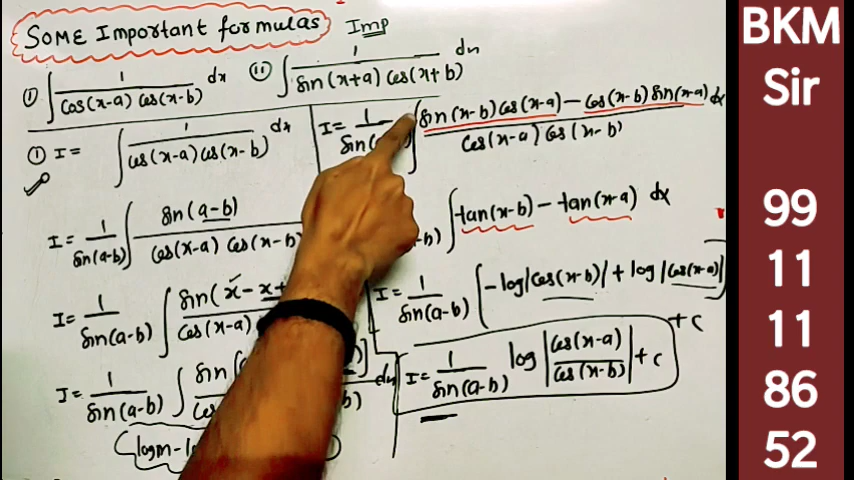 SOME Important formulas Imp
① ∫ 1 / cos(x-a) cos(x-b) dx ② ∫ 1 / sin(x+a) cos(x+b) dx
① I = ∫ 1 / cos(x-a) cos(x-b) dx
I = 1 / sin(a-b) ∫ sin(a-b) / cos(x-a) cos(x-b)
I = 1 / sin(a-b) ∫ sin(x-x+ / cos(x-a)
I = 1 / sin(a-b) ∫ sin
logm-
I = 1 / sin( ∫ sin(x-b) cos(x-a) - cos(x-b) sin(x-a) dx / cos(x-a) cos(x-b)
-b) ∫ tan(x-b) - tan(x-a) dx
I = 1 / sin(a-b) [-log|cos(x-b)| + log|cos(x-a)|] + c
I = 1 / sin(a-b) log |cos(x-a) / cos(x-b)| + c
BKM
Sir
99
11
11
86
52